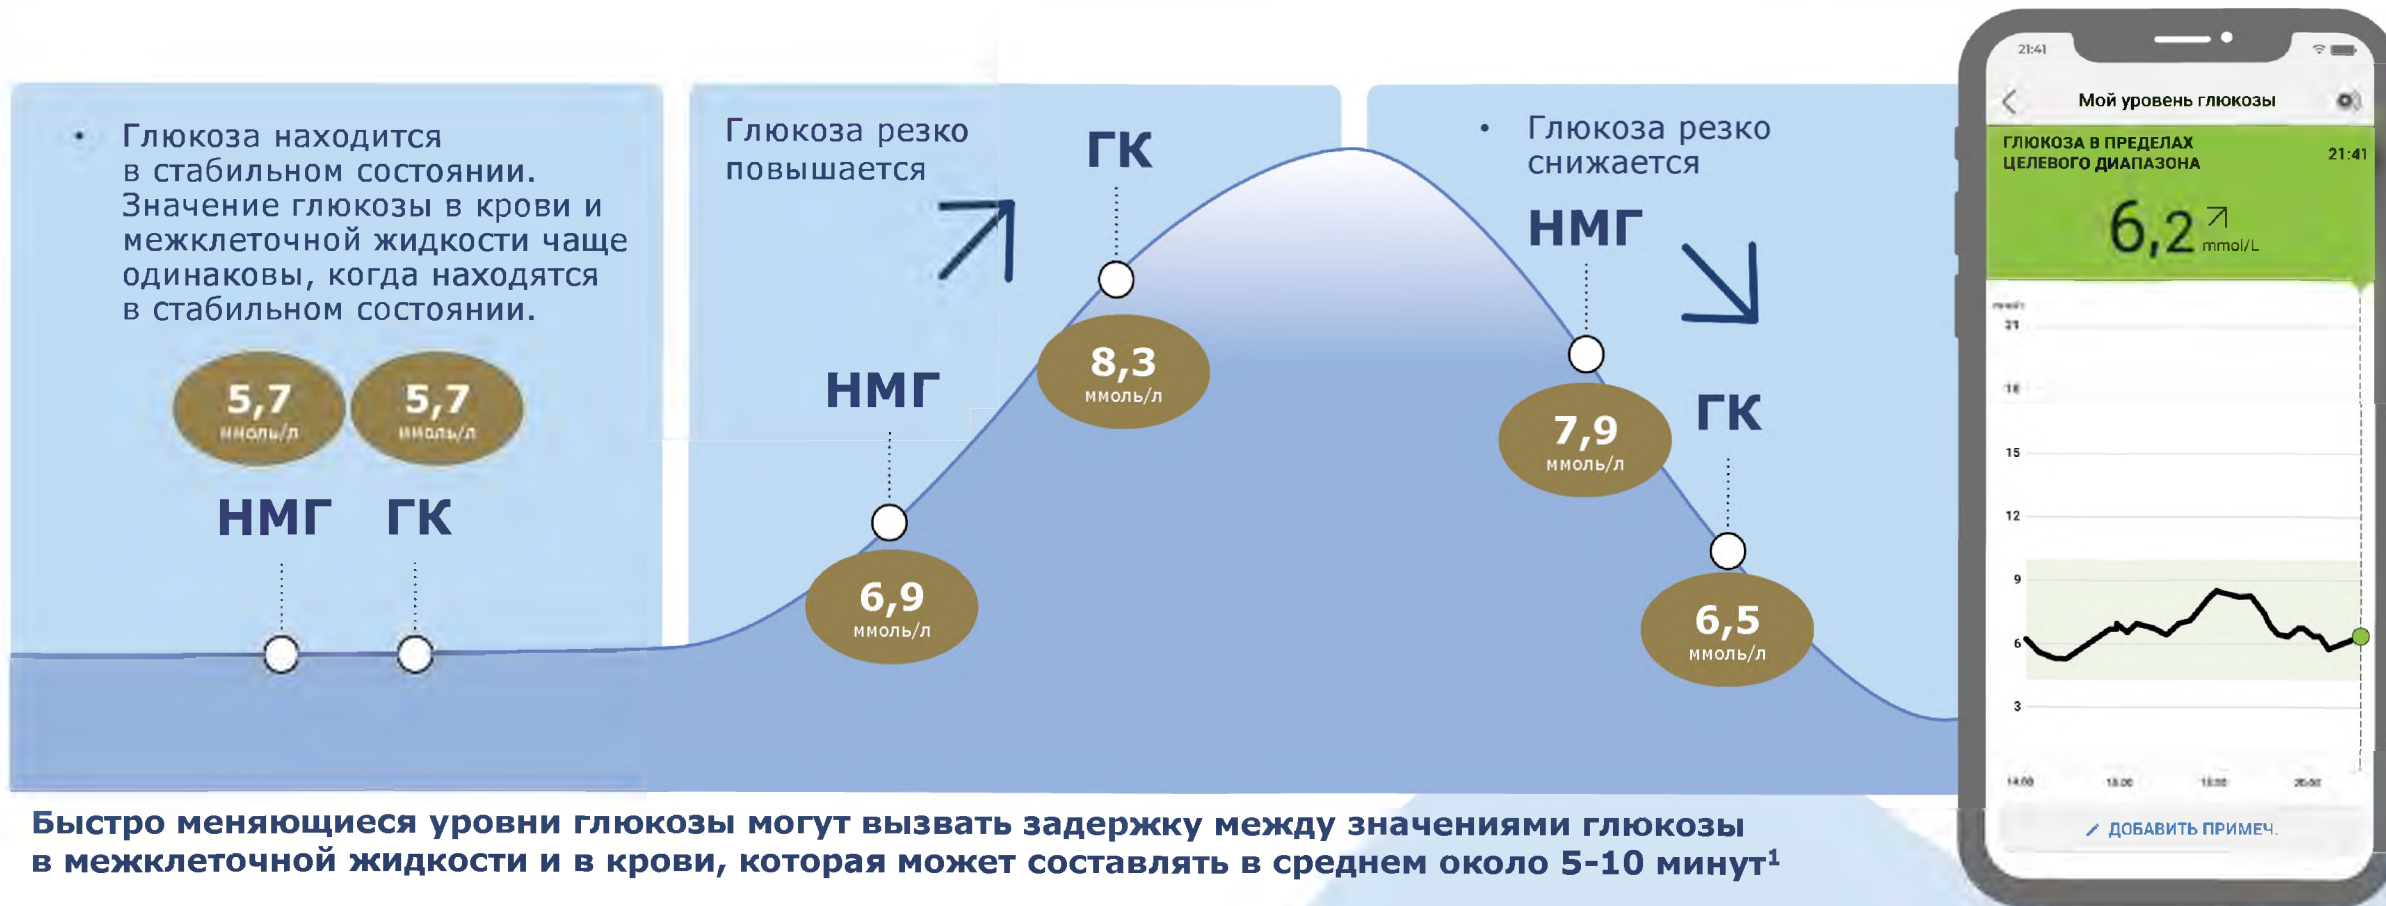 • Глюкоза находится
в стабильном состоянии.
Значение глюкозы в крови и
межклеточной жидкости чаще
одинаковы, когда находятся
в стабильном состоянии.
5,7
ммоль/л
5,7
ммоль/л
НМГ
ГК
Глюкоза резко
повышается
ГК
8,3
ммоль/л
НМГ
6,9
ммоль/л
• Глюкоза резко
снижается
НМГ
7,9
ммоль/л
ГК
6,5
ммоль/л
Быстро меняющиеся уровни глюкозы могут вызвать задержку между значениями глюкозы
в межклеточной жидкости и в крови, которая может составлять в среднем около 5-10 минут¹
21:41
Мой уровень глюкозы
ГЛЮКОЗА В ПРЕДЕЛАХ
ЦЕЛЕВОГО ДИАПАЗОНА
21:41
6,2
mmol/L
21
18
15
12
9
6
3
14:00
20:00
ДОБАВИТЬ ПРИМЕЧ.